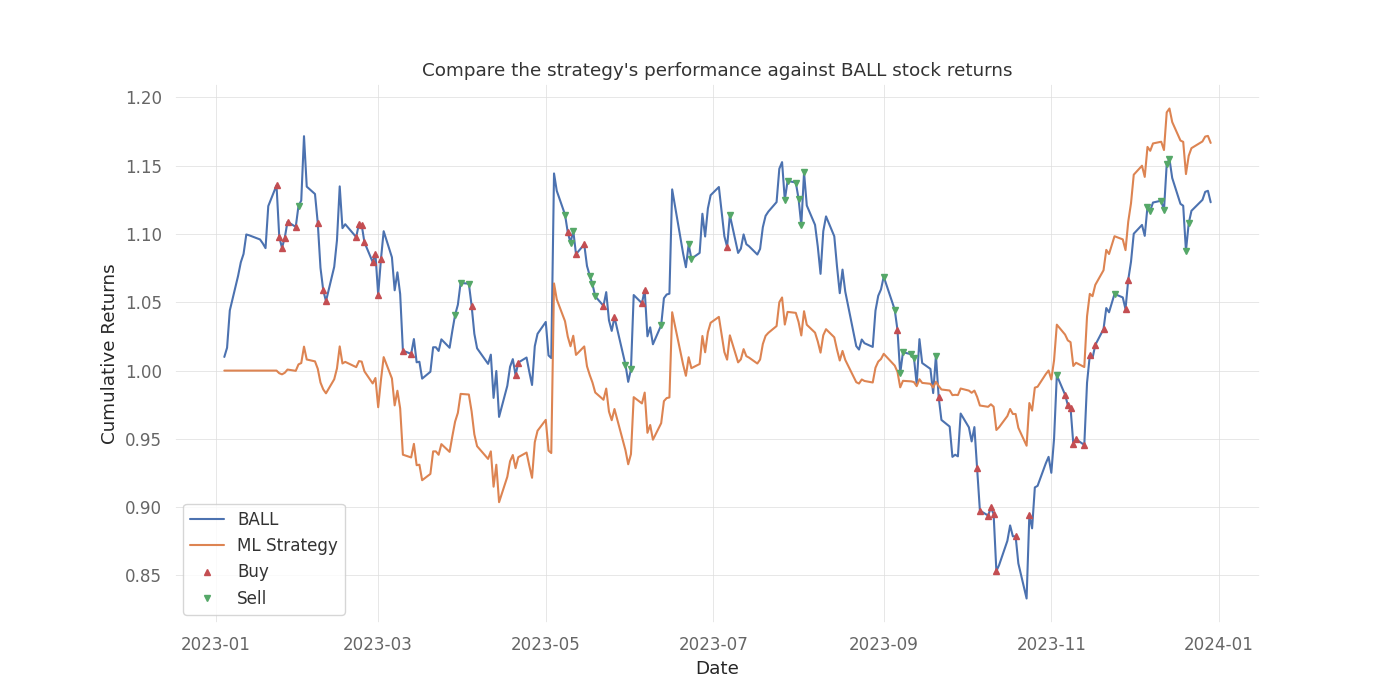 Compare the strategy's performance against BALL stock returns
1.20
1.15
1.10
1.05
1.00
0.95
0.90
0.85
Cumulative Returns
BALL
ML Strategy
Buy
Sell
2023-01 2023-03 2023-05 2023-07 2023-09 2023-11 2024-01
Date